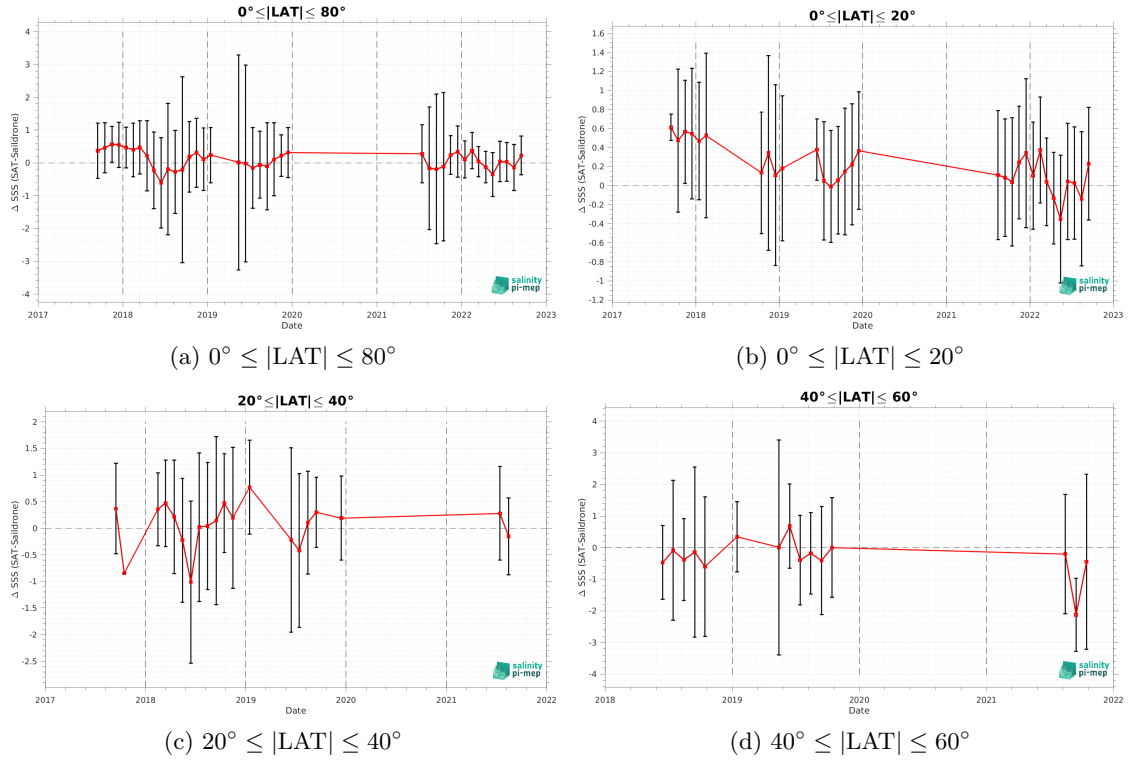 0°≤|LAT|≤ 80°
Δ SSS (SAT-Saildrone)
4
3
2
1
0
-1
-2
-3
-4
2017 2018 2019 2020 2021 2022 2023
Date
salinity
pi-mep
(a) 0° ≤ |LAT| ≤ 80°
0°≤|LAT|≤ 20°
Δ SSS (SAT-Saildrone)
1.6
1.4
1.2
1
0.8
0.6
0.4
0.2
0
-0.2
-0.4
-0.6
-0.8
-1
-1.2
2017 2018 2019 2020 2021 2022 2023
Date
salinity
pi-mep
(b) 0° ≤ |LAT| ≤ 20°
20°≤|LAT|≤ 40°
Δ SSS (SAT-Saildrone)
2
1.5
1
0.5
0
-0.5
-1
-1.5
-2
-2.5
2017 2018 2019 2020 2021 2022
Date
salinity
pi-mep
(c) 20° ≤ |LAT| ≤ 40°
40°≤|LAT|≤ 60°
Δ SSS (SAT-Saildrone)
4
3
2
1
0
-1
-2
-3
-4
2018 2019 2020 2021 2022
Date
salinity
pi-mep
(d) 40° ≤ |LAT| ≤ 60°